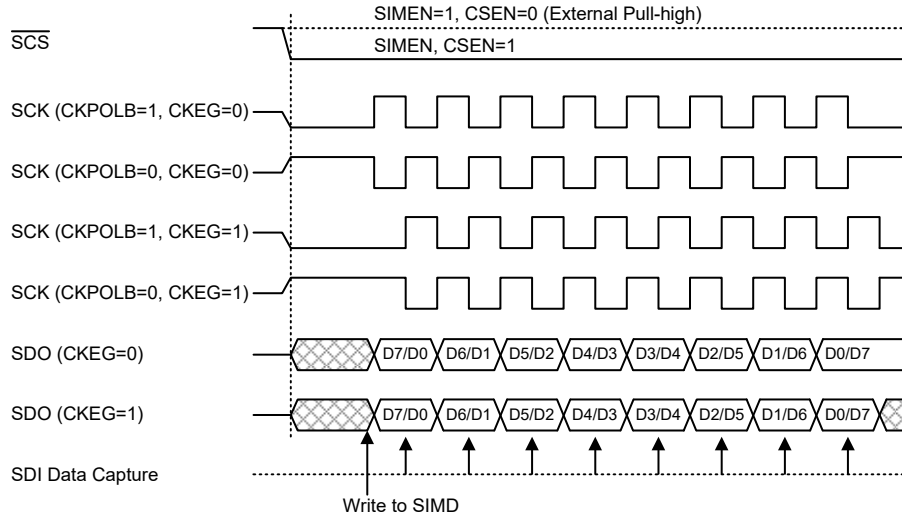 SIMEN=1, CSEN=0 (External Pull-high)
SCS
SIMEN, CSEN=1
SCK (CKPOLB=1, CKEG=0)
SCK (CKPOLB=0, CKEG=0)
SCK (CKPOLB=1, CKEG=1)
SCK (CKPOLB=0, CKEG=1)
SDO (CKEG=0) D7/D0 D6/D1 D5/D2 D4/D3 D3/D4 D2/D5 D1/D6 D0/D7
SDO (CKEG=1) D7/D0 D6/D1 D5/D2 D4/D3 D3/D4 D2/D5 D1/D6 D0/D7
SDI Data Capture
Write to SIMD